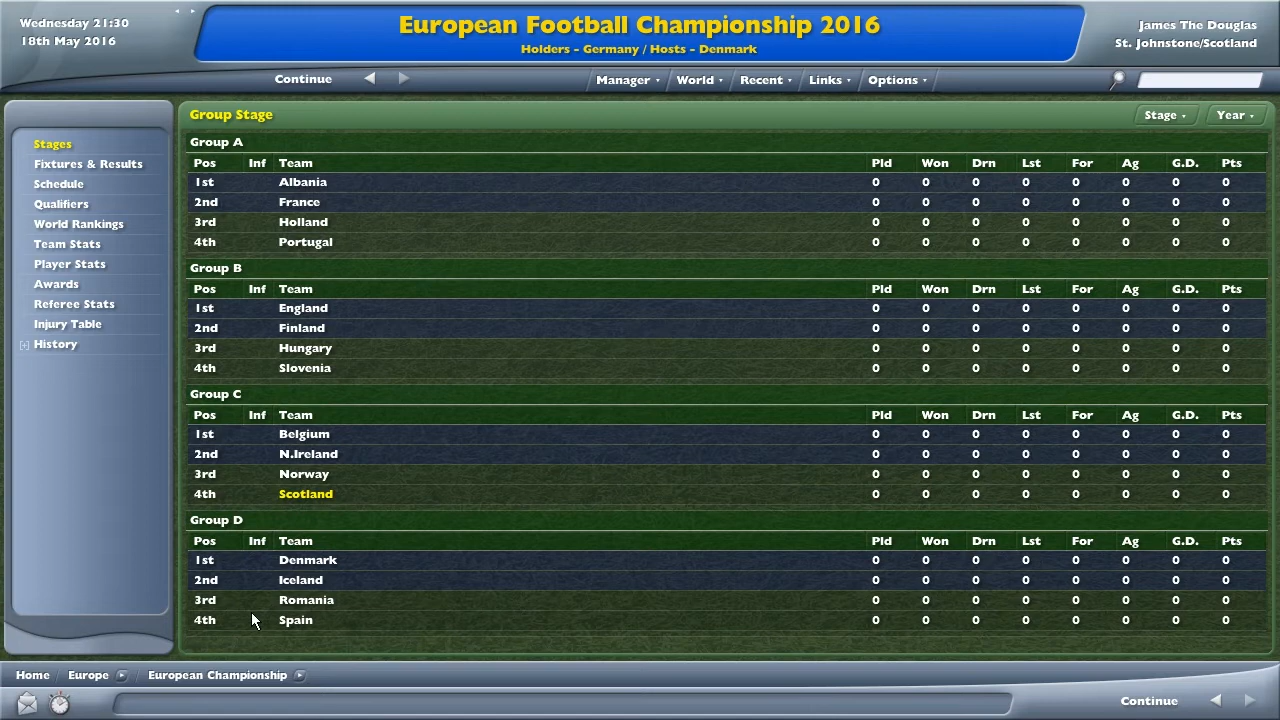 Wednesday 21:30
18th May 2016
European Football Championship 2016
Holders - Germany / Hosts - Denmark
James The Douglas
St. Johnstone/Scotland
Continue
Manager World Recent Links Options
Stages
Fixtures & Results
Schedule
Qualifiers
World Rankings
Team Stats
Player Stats
Awards
Referee Stats
Injury Table
History
Group Stage
Stage Year
Group A
Pos Inf Team Pld Won Drn Lst For Ag G.D. Pts
1st Albania 0 0 0 0 0 0 0 0
2nd France 0 0 0 0 0 0 0 0
3rd Holland 0 0 0 0 0 0 0 0
4th Portugal 0 0 0 0 0 0 0 0
Group B
Pos Inf Team Pld Won Drn Lst For Ag G.D. Pts
1st England 0 0 0 0 0 0 0 0
2nd Finland 0 0 0 0 0 0 0 0
3rd Hungary 0 0 0 0 0 0 0 0
4th Slovenia 0 0 0 0 0 0 0 0
Group C
Pos Inf Team Pld Won Drn Lst For Ag G.D. Pts
1st Belgium 0 0 0 0 0 0 0 0
2nd N.Ireland 0 0 0 0 0 0 0 0
3rd Norway 0 0 0 0 0 0 0 0
4th Scotland 0 0 0 0 0 0 0 0
Group D
Pos Inf Team Pld Won Drn Lst For Ag G.D. Pts
1st Denmark 0 0 0 0 0 0 0 0
2nd Iceland 0 0 0 0 0 0 0 0
3rd Romania 0 0 0 0 0 0 0 0
4th Spain 0 0 0 0 0 0 0 0
Home Europe European Championship
Continue